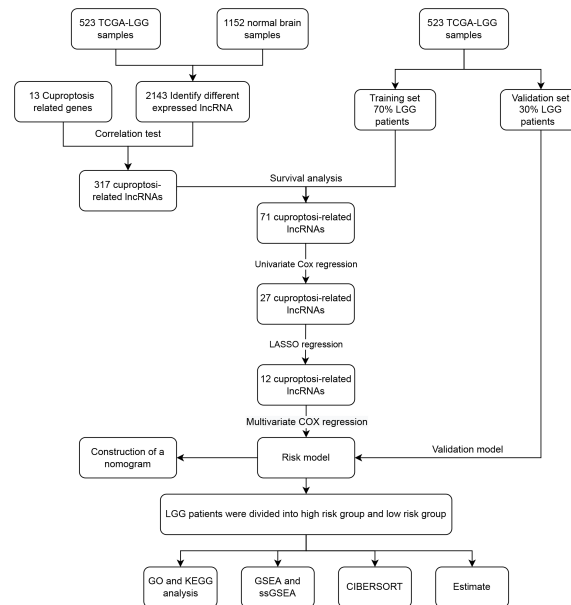 523 TCGA-LGG
samples
1152 normal brain
samples
523 TCGA-LGG
samples
13 Cuproptosis
related genes
2143 Identify different
expressed lncRNA
Training set
70% LGG
patients
Validation set
30% LGG
patients
Correlation test
317 cuproptosi-
related lncRNAs
Survival analysis
71 cuproptosi-related
lncRNAs
Univariate Cox regression
27 cuproptosi-related
lncRNAs
LASSO regression
12 cuproptosi-related
lncRNAs
Multivariate COX regression
Construction of a
nomogram
Risk model
Validation model
LGG patients were divided into high risk group and low risk group
GO and KEGG
analysis
GSEA and
ssGSEA
CIBERSORT
Estimate